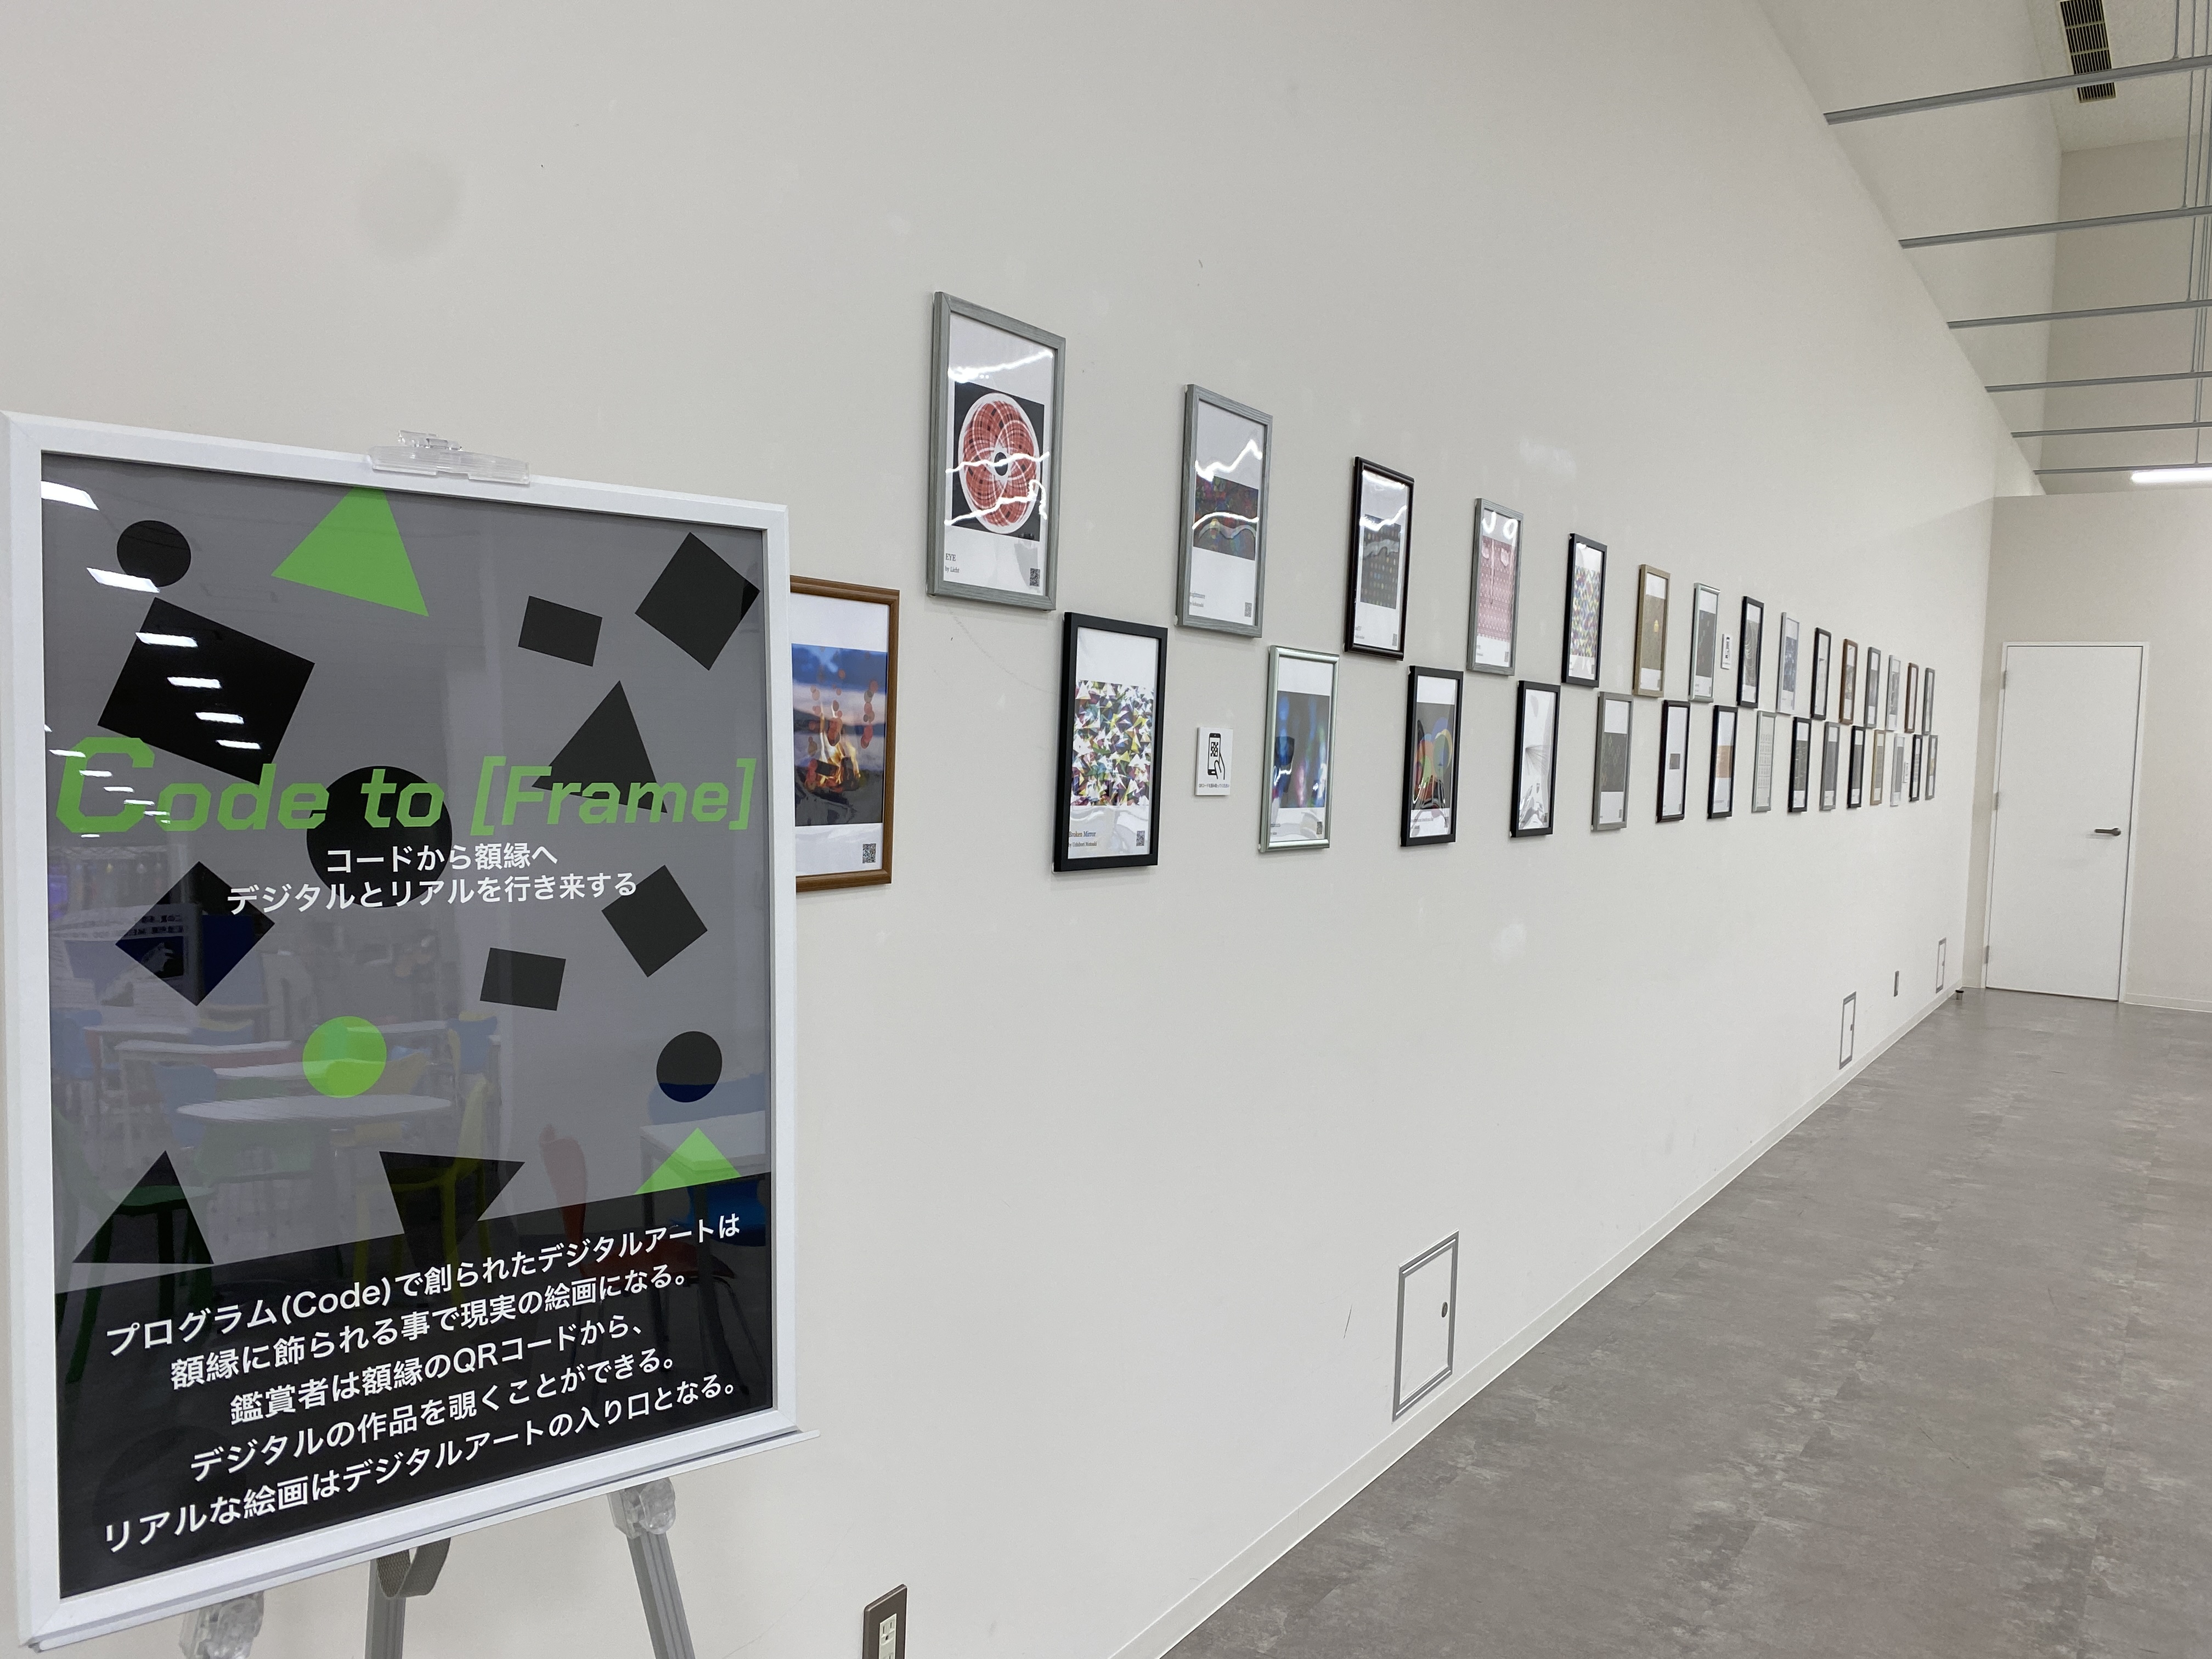 Code to [Frame]
コードから額縁へ
デジタルとリアルを行き来する
プログラム(Code)で創られたデジタルアートは
額縁に飾られる事で現実の絵画になる。
鑑賞者は額縁のQRコードから、
デジタルの作品を覗くことができる。
リアルな絵画はデジタルアートの入り口となる。
EYE
Broken Mirror